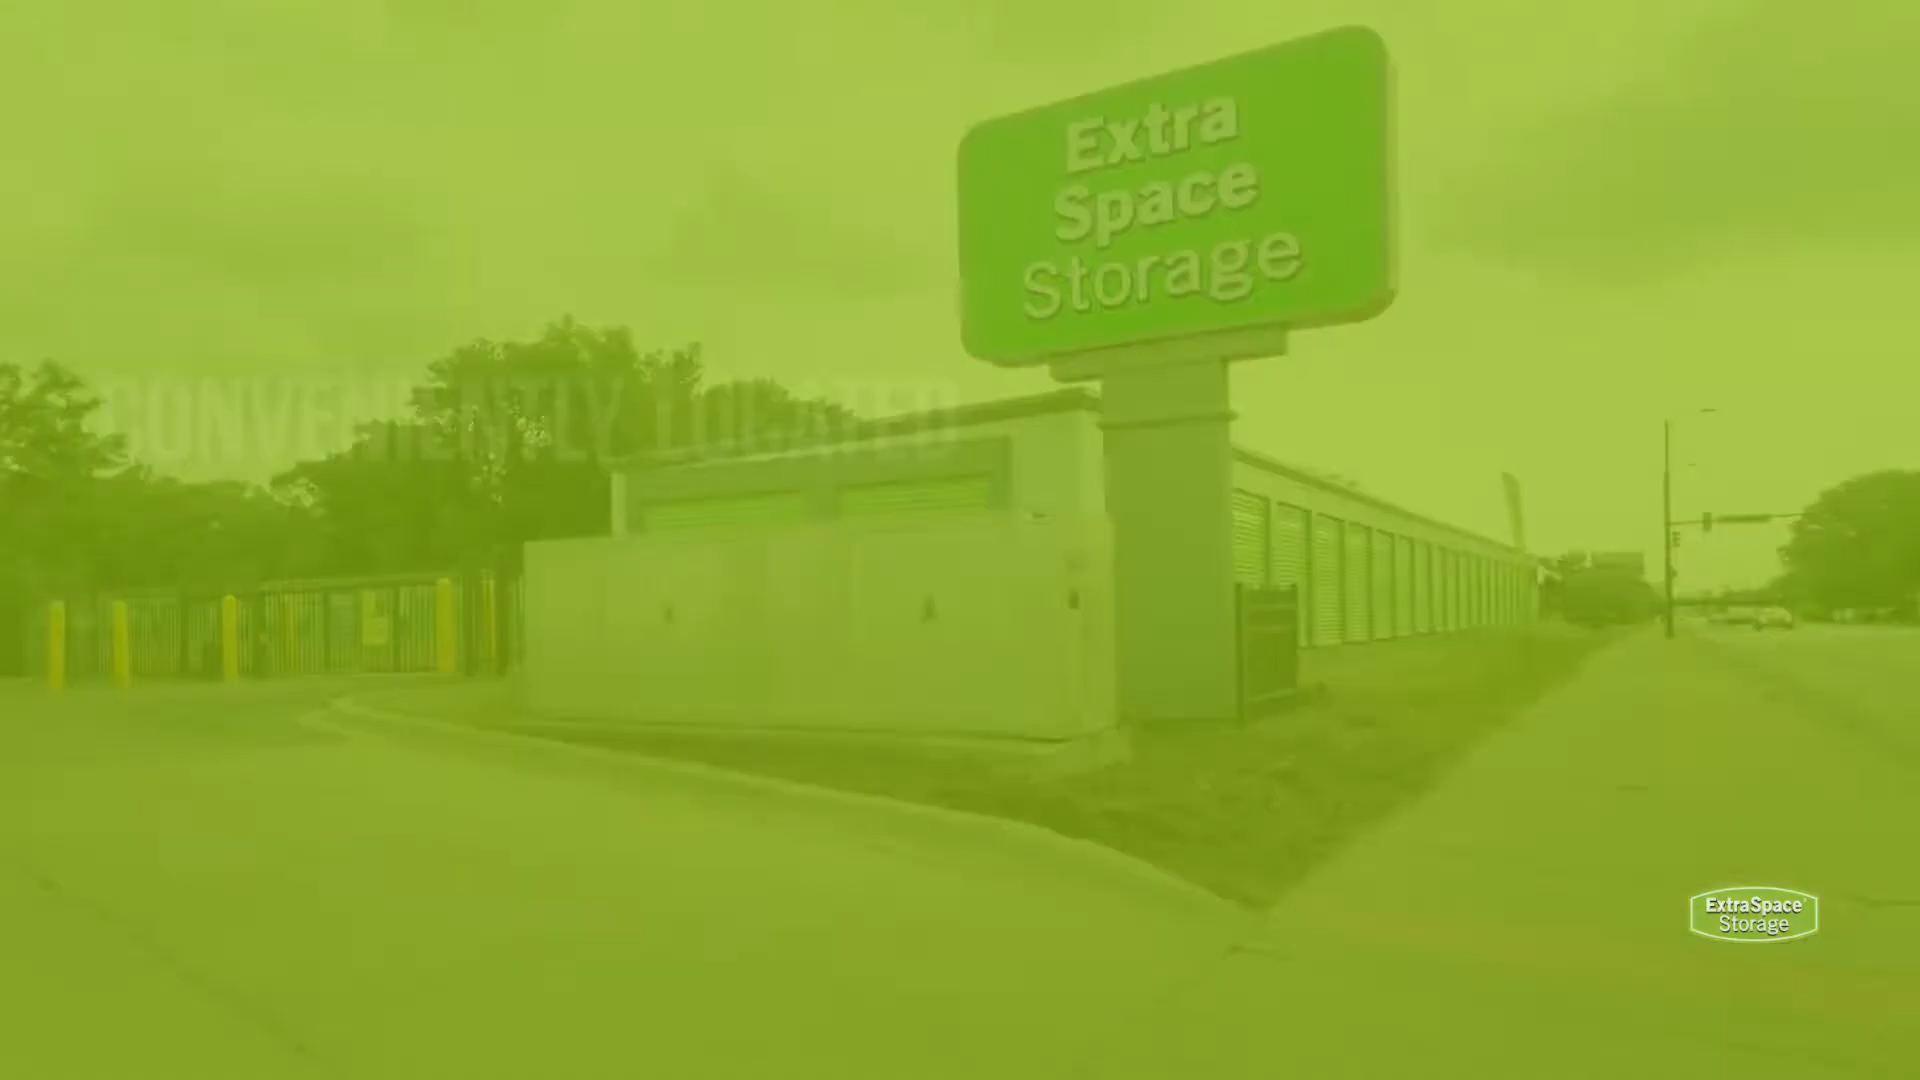 Extra
Space
Storage
CONVENIENTLY LOCATED
ExtraSpace
Storage